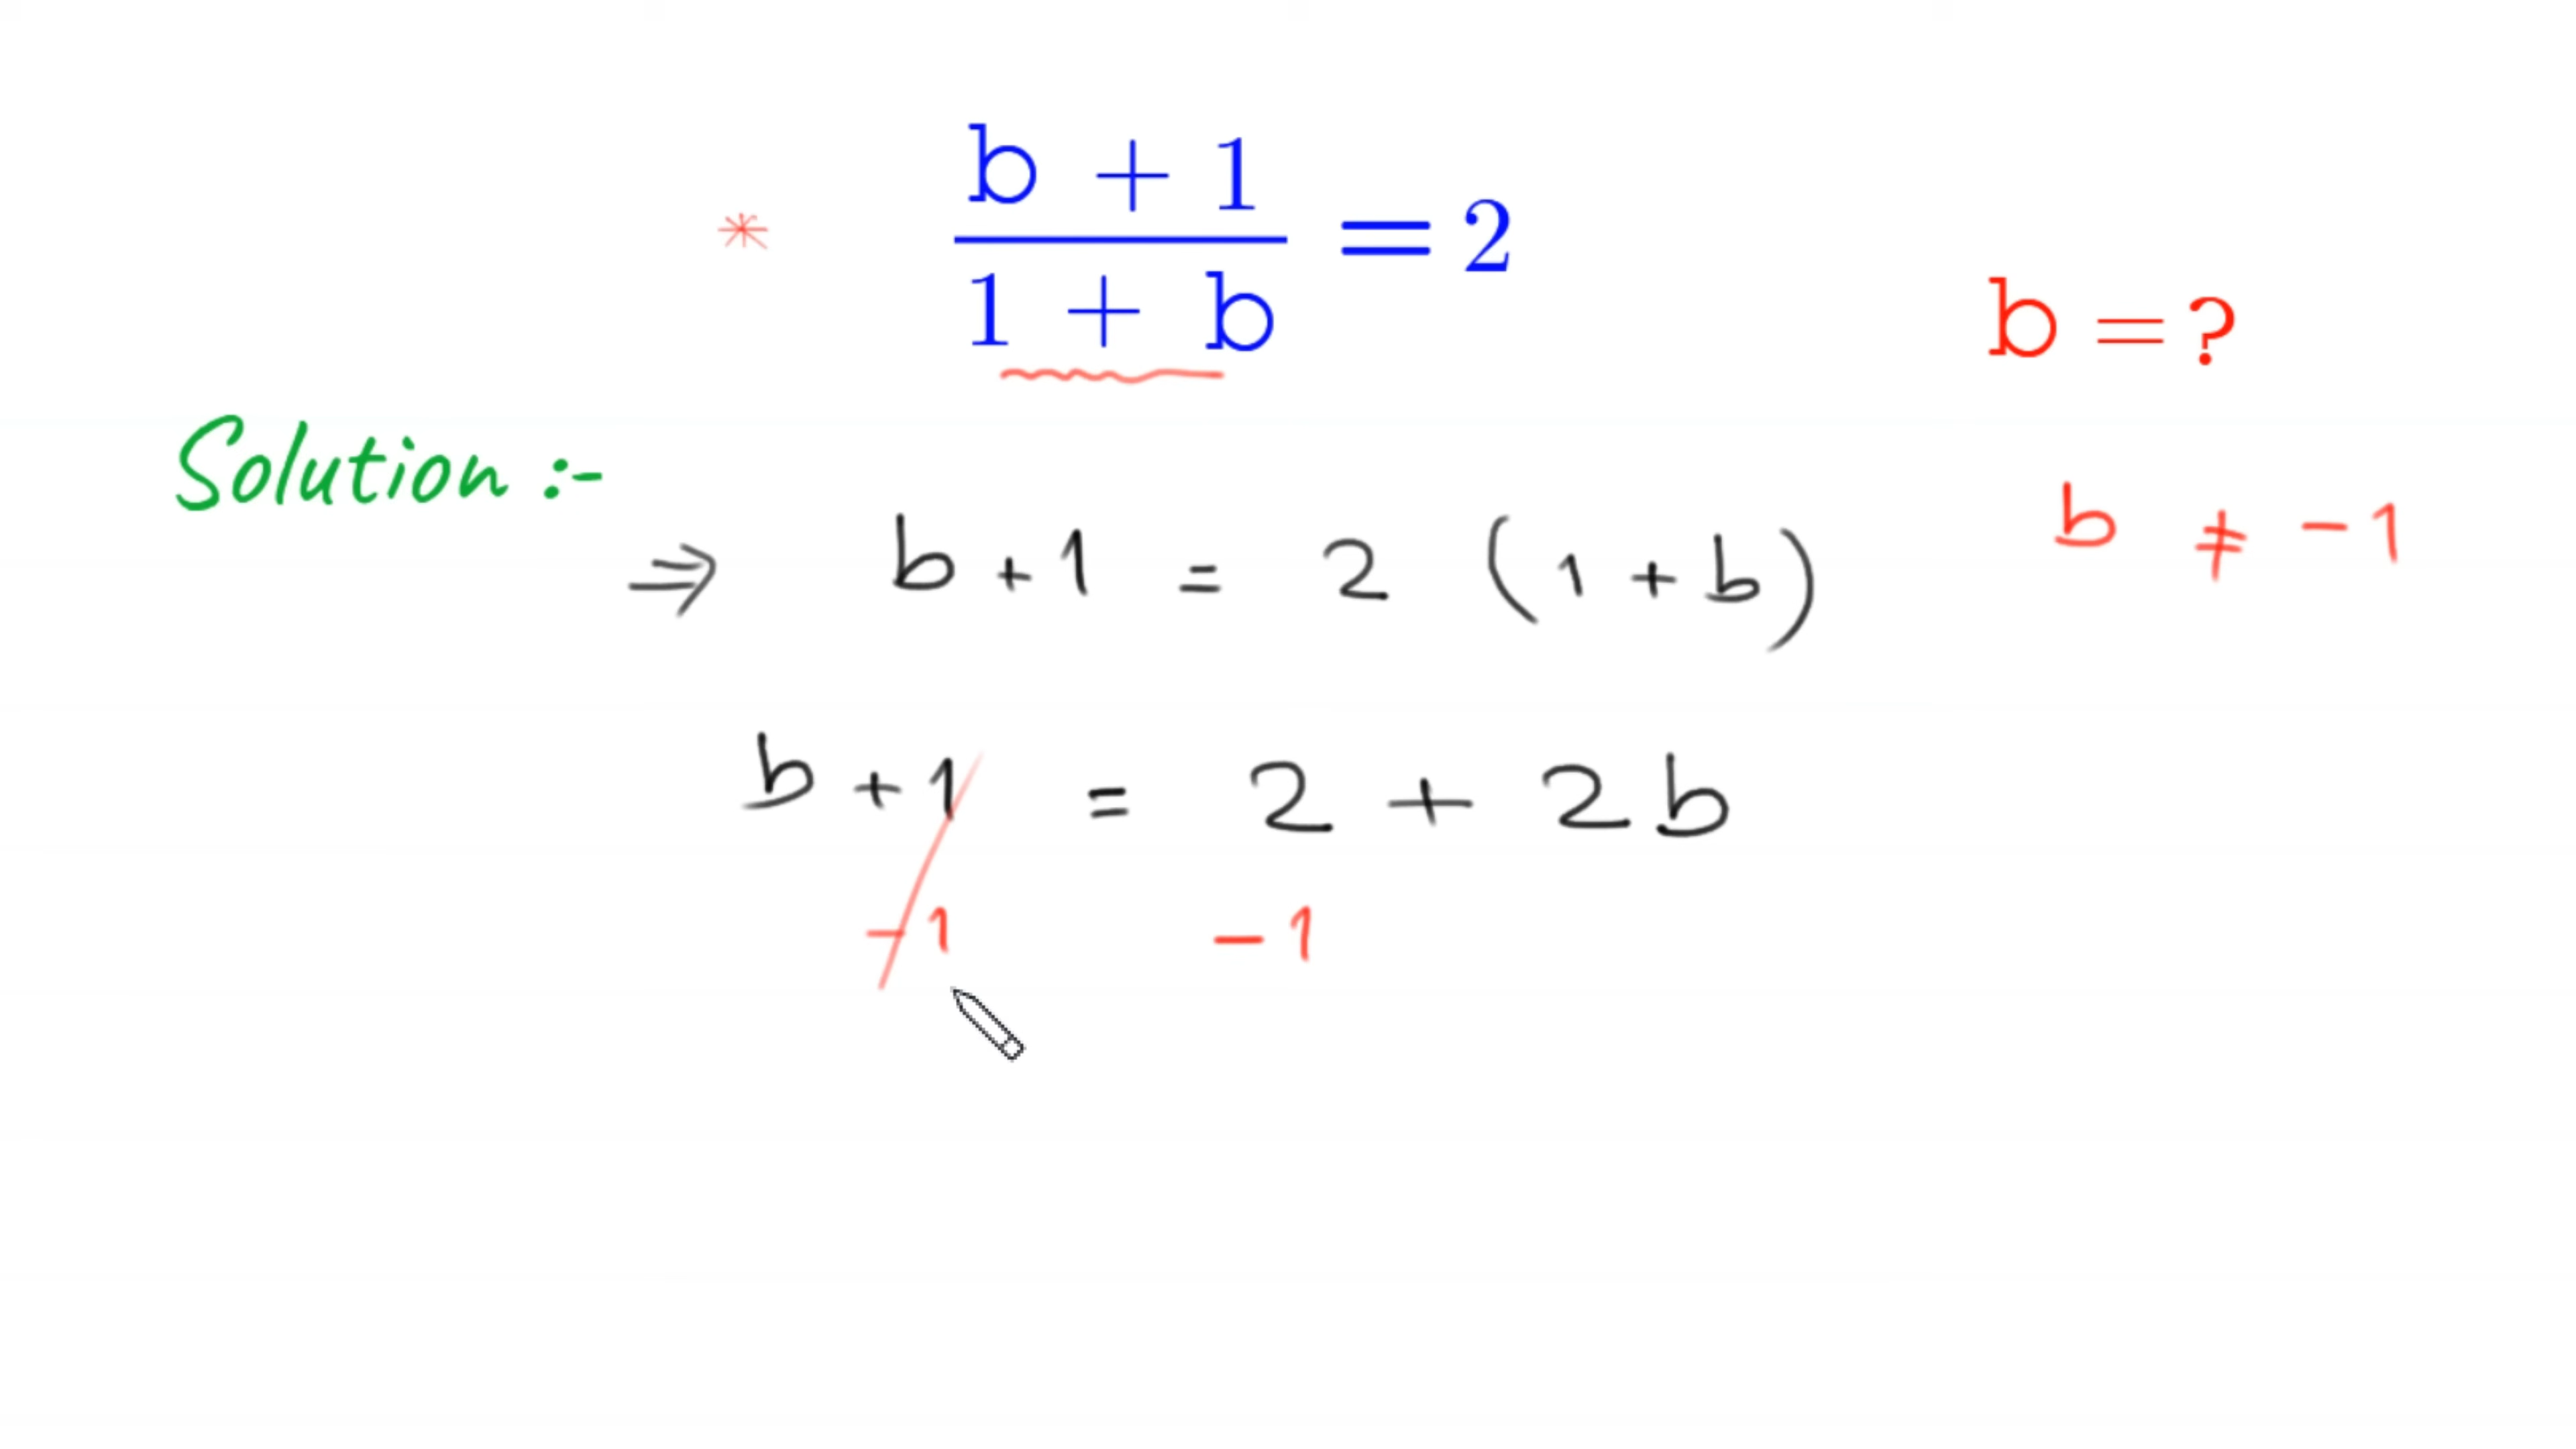 * b + 1 / 1 + b = 2
b = ?
Solution :-
b ≠ - 1
⇒ b + 1 = 2 (1 + b)
b + 1 = 2 + 2b
- 1 - 1